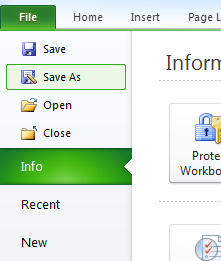 File Home Insert Page L
Save
Save As
Open
Close
Info
Recent
New
Inform
Prote
Workbo